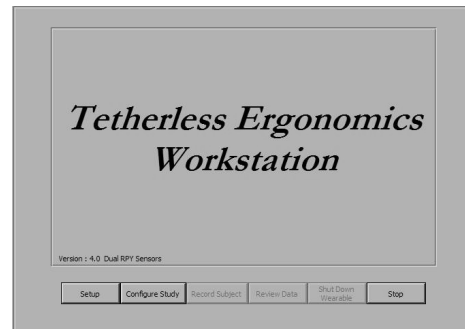 Tetherless Ergonomics
Workstation
Version : 4.0 Dual RPY Sensors
Setup Configure Study Record Subject Review Data Shut Down Wearable Stop